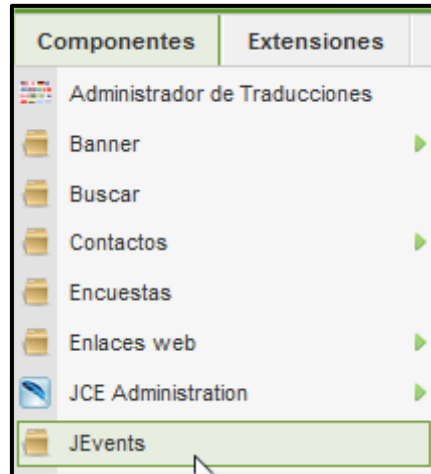 Componentes Extensiones
Administrador de Traducciones
Banner
Buscar
Contactos
Encuestas
Enlaces web
JCE Administration
JEvents